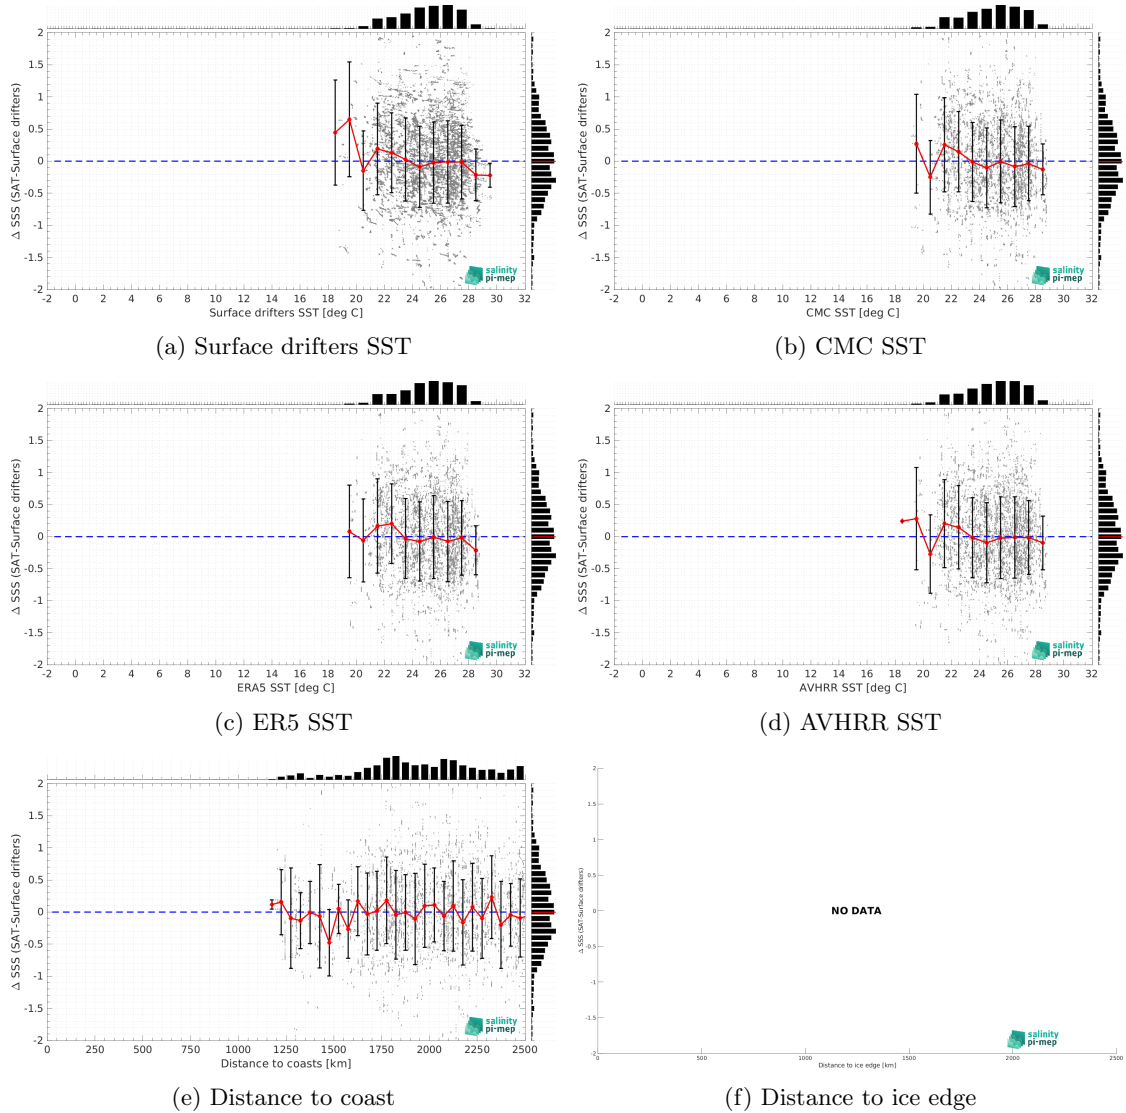 2
1.5
1
0.5
0
-0.5
-1
-1.5
-2
Δ SSS (SAT-Surface drifters)
salinity
pi-mep
-2 0 2 4 6 8 10 12 14 16 18 20 22 24 26 28 30 32
Surface drifters SST [deg C]
(a) Surface drifters SST
2
1.5
1
0.5
0
-0.5
-1
-1.5
-2
Δ SSS (SAT-Surface drifters)
salinity
pi-mep
-2 0 2 4 6 8 10 12 14 16 18 20 22 24 26 28 30 32
CMC SST [deg C]
(b) CMC SST
2
1.5
1
0.5
0
-0.5
-1
-1.5
-2
Δ SSS (SAT-Surface drifters)
salinity
pi-mep
-2 0 2 4 6 8 10 12 14 16 18 20 22 24 26 28 30 32
ERA5 SST [deg C]
(c) ER5 SST
2
1.5
1
0.5
0
-0.5
-1
-1.5
-2
Δ SSS (SAT-Surface drifters)
salinity
pi-mep
-2 0 2 4 6 8 10 12 14 16 18 20 22 24 26 28 30 32
AVHRR SST [deg C]
(d) AVHRR SST
2
1.5
1
0.5
0
-0.5
-1
-1.5
-2
Δ SSS (SAT-Surface drifters)
salinity
pi-mep
0 250 500 750 1000 1250 1500 1750 2000 2250 2500
Distance to coasts [km]
(e) Distance to coast
2
1.5
1
0.5
0
-0.5
-1
-1.5
-2
Δ SSS (SAT-Surface drifters)
NO DATA
salinity
pi-mep
0 500 1000 1500 2000 2500
Distance to ice edge [km]
(f) Distance to ice edge